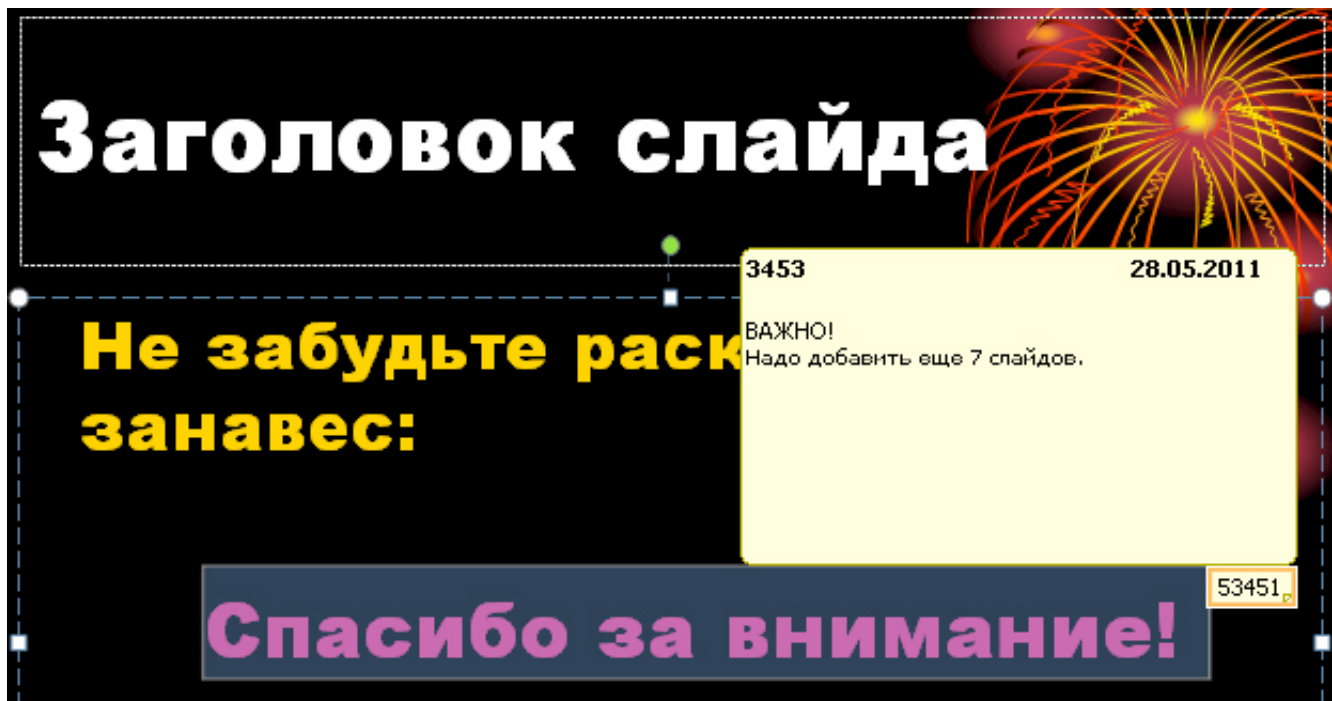 Заголовок слайда
3453 28.05.2011
ВАЖНО!
Надо добавить еще 7 слайдов.
Не забудьте
занавес:
53451
Спасибо за внимание!